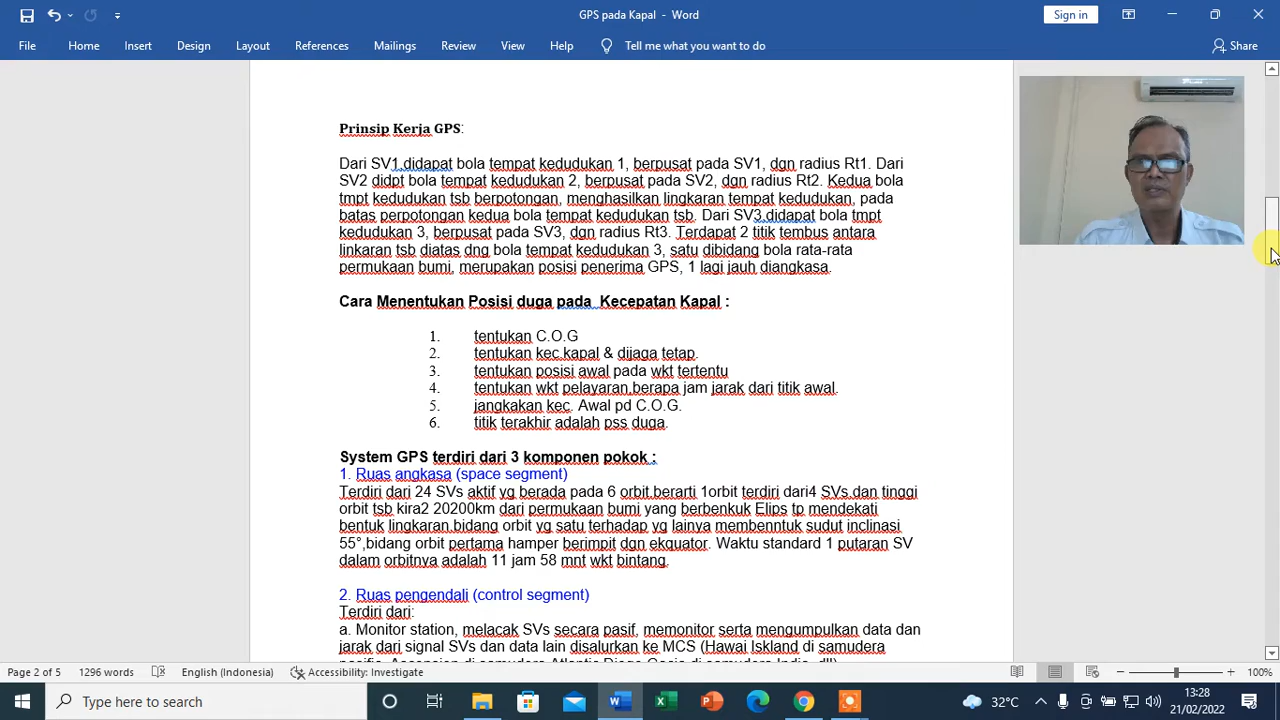 GPS pada Kapal - Word
Sign in
File Home Insert Design Layout References Mailings Review View Help Tell me what you want to do Share
Prinsip Kerja GPS:
Dari SV1,didapat bola tempat kedudukan 1, berpusat pada SV1, dgn radius Rt1. Dari
SV2 didpt bola tempat kedudukan 2, berpusat pada SV2, dgn radius Rt2. Kedua bola
tmpt kedudukan tsb berpotongan, menghasilkan lingkaran tempat kedudukan, pada
batas perpotongan kedua bola tempat kedudukan tsb. Dari SV3,didapat bola tmpt
kedudukan 3, berpusat pada SV3, dgn radius Rt3. Terdapat 2 titik tembus antara
linkaran tsb diatas dng bola tempat kedudukan 3, satu dibidang bola rata-rata
permukaan bumi, merupakan posisi penerima GPS, 1 lagi jauh diangkasa.
Cara Menentukan Posisi duga pada Kecepatan Kapal :
1. tentukan C.O.G
2. tentukan kec.kapal & dijaga tetap.
3. tentukan posisi awal pada wkt tertentu
4. tentukan wkt pelayaran,berapa jam jarak dari titik awal.
5. jangkakan kec. Awal pd C.O.G.
6. titik terakhir adalah pss duga.
System GPS terdiri dari 3 komponen pokok :
1. Ruas angkasa (space segment)
Terdiri dari 24 SVs aktif yg berada pada 6 orbit,berarti 1orbit terdiri dari4 SVs,dan tinggi
orbit tsb kira2 20200km dari permukaan bumi yang berbenkuk Elips tp mendekati
bentuk lingkaran,bidang orbit yg satu terhadap yg lainya membenntuk sudut inclinasi
55°,bidang orbit pertama hamper berimpit dgn ekquator. Waktu standard 1 putaran SV
dalam orbitnya adalah 11 jam 58 mnt wkt bintang.
2. Ruas pengendali (control segment)
Terdiri dari:
a. Monitor station, melacak SVs secara pasif, memonitor serta mengumpulkan data dan
jarak dari signal SVs dan data lain disalurkan ke MCS (Hawai Iskland di samudera
pasific, Ascension di samudera Atlantic,Diego Gacia di samudera Indie, dll)
Page 2 of 5 1296 words English (Indonesia) Accessibility: Investigate 100%
Type here to search 32°C 13:28
21/02/2022